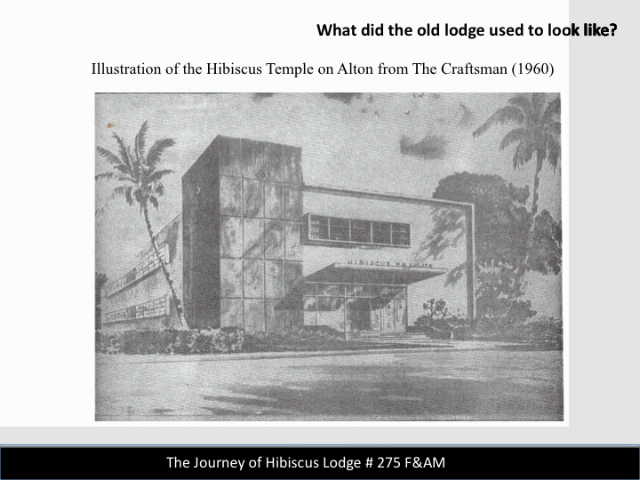 What did the old lodge used to look like?
Illustration of the Hibiscus Temple on Alton from The Craftsman (1960)
HIBISCUS
The Journey of Hibiscus Lodge # 275 F&AM